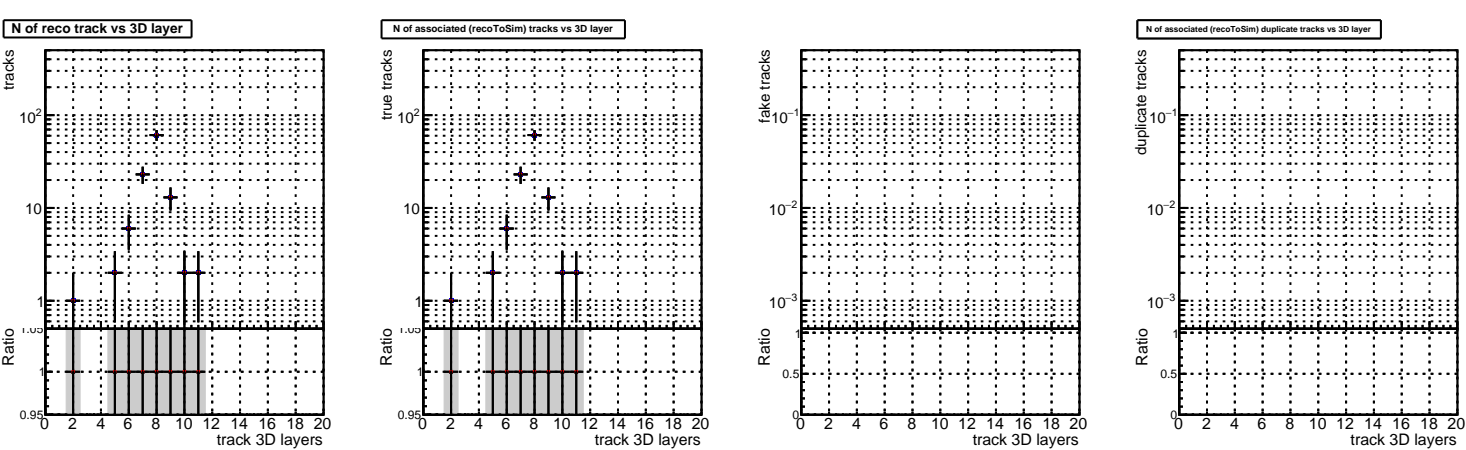 N of reco track vs 3D layer
tracks
10²
10
1
Ratio
1.05
1
0.95
0 2 4 6 8 10 12 14 16 18 20
track 3D layers
N of associated (recoToSim) tracks vs 3D layer
true tracks
10²
10
1
Ratio
1.05
1
0.95
0 2 4 6 8 10 12 14 16 18 20
track 3D layers
fake tracks
10⁻¹
10⁻²
10⁻³
Ratio
1
0.5
0
0 2 4 6 8 10 12 14 16 18 20
track 3D layers
N of associated (recoToSim) duplicate tracks vs 3D layer
duplicate tracks
10⁻¹
10⁻²
10⁻³
Ratio
1
0.5
0
0 2 4 6 8 10 12 14 16 18 20
track 3D layers